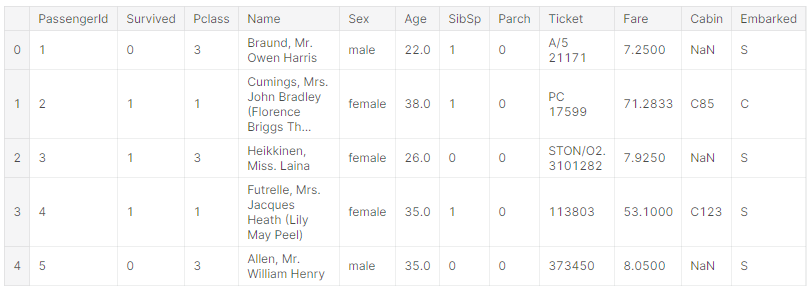 PassengerId Survived Pclass Name Sex Age SibSp Parch Ticket Fare Cabin Embarked
0 1 0 3 Braund, Mr. Owen Harris male 22.0 1 0 A/5 21171 7.2500 NaN S
1 2 1 1 Cumings, Mrs. John Bradley (Florence Briggs Th... female 38.0 1 0 PC 17599 71.2833 C85 C
2 3 1 3 Heikkinen, Miss. Laina female 26.0 0 0 STON/O2. 3101282 7.9250 NaN S
3 4 1 1 Futrelle, Mrs. Jacques Heath (Lily May Peel) female 35.0 1 0 113803 53.1000 C123 S
4 5 0 3 Allen, Mr. William Henry male 35.0 0 0 373450 8.0500 NaN S